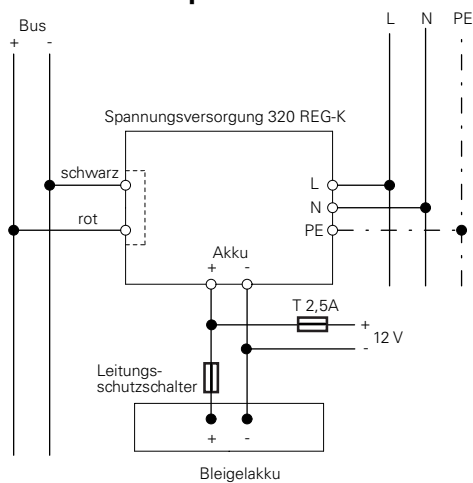 Bus
+ -
L N PE
Spannungsversorgung 320 REG-K
schwarz
rot
L
N
PE
Akku
+ -
T 2,5A
+
12 V
-
Leitungs-
schutzschalter
+ -
Bleigelakku